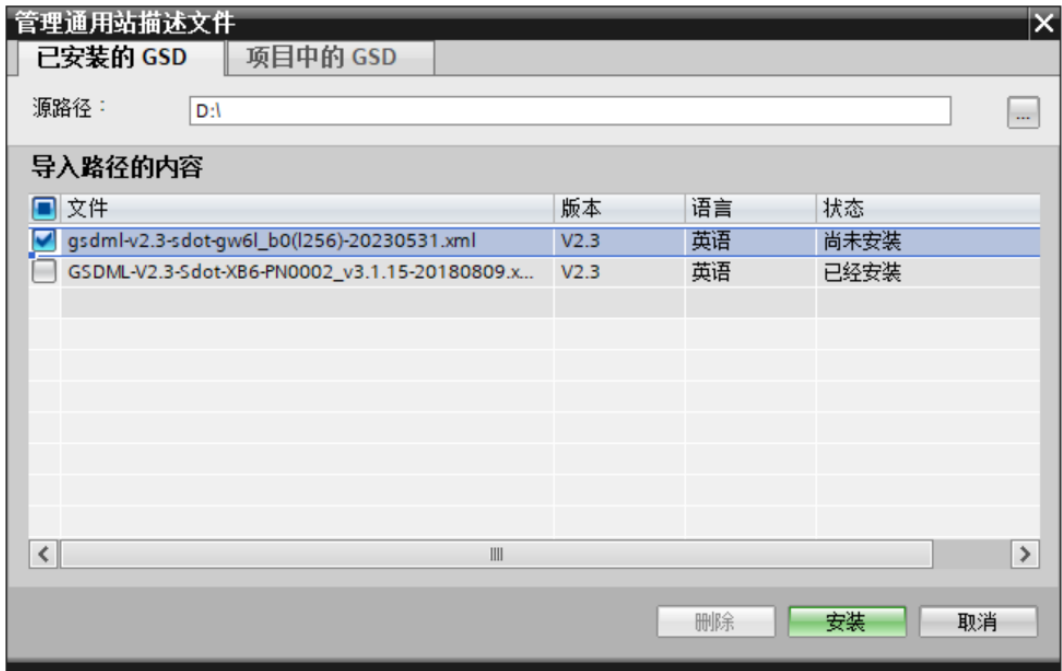 管理通用站描述文件
已安装的 GSD 项目中的 GSD
源路径： D:\ ...
导入路径的内容
文件 版本 语言 状态
gsdml-v2.3-sdot-gw6l_b0(l256)-20230531.xml V2.3 英语 尚未安装
GSDML-V2.3-Sdot-XB6-PN0002_v3.1.15-20180809.x... V2.3 英语 已经安装
删除 安装 取消